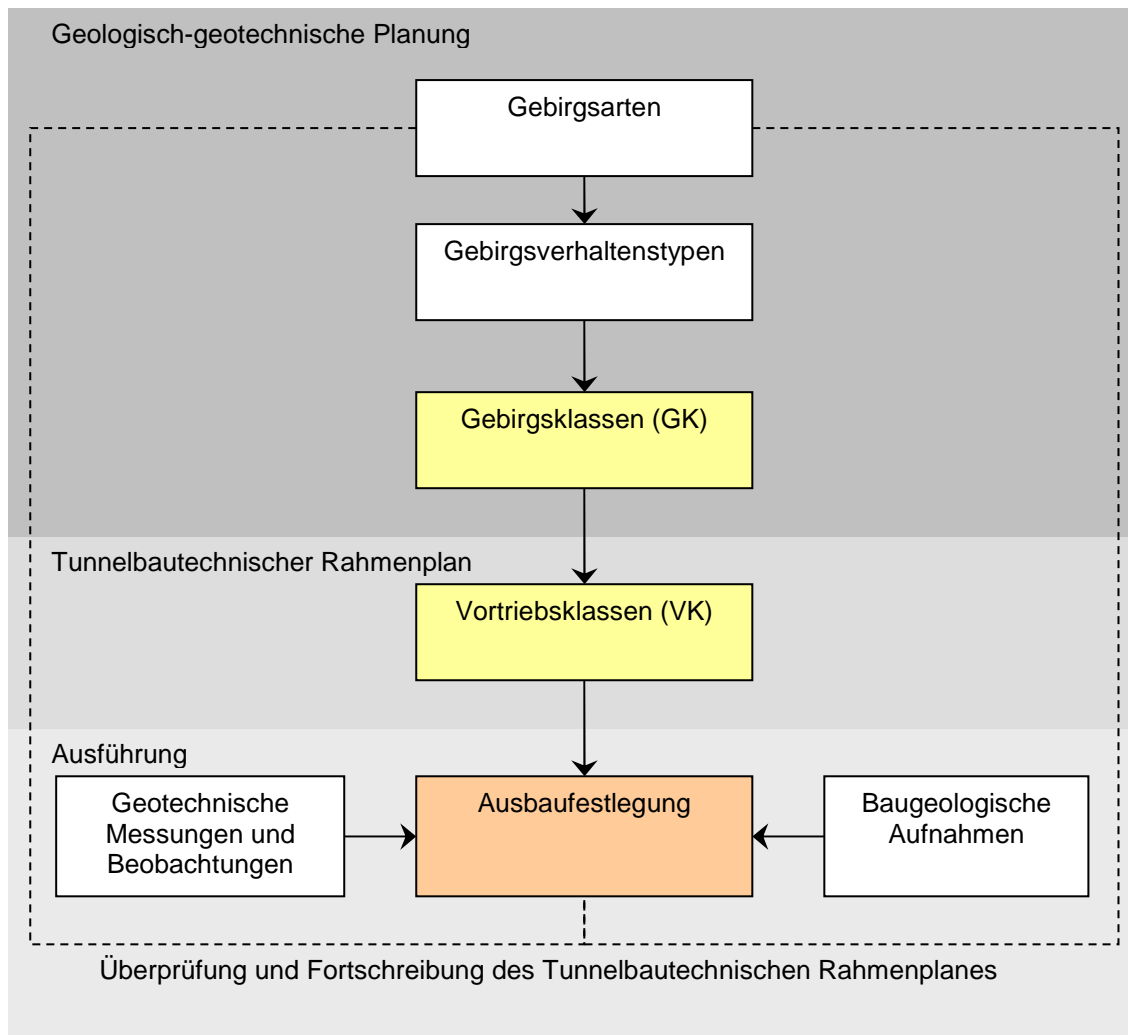 Geologisch-geotechnische Planung
Gebirgsarten
Gebirgsverhaltenstypen
Gebirgsklassen (GK)
Tunnelbautechnischer Rahmenplan
Vortriebsklassen (VK)
Ausführung
Geotechnische
Messungen und
Beobachtungen
Ausbaufestlegung
Baugeologische
Aufnahmen
Überprüfung und Fortschreibung des Tunnelbautechnischen Rahmenplanes